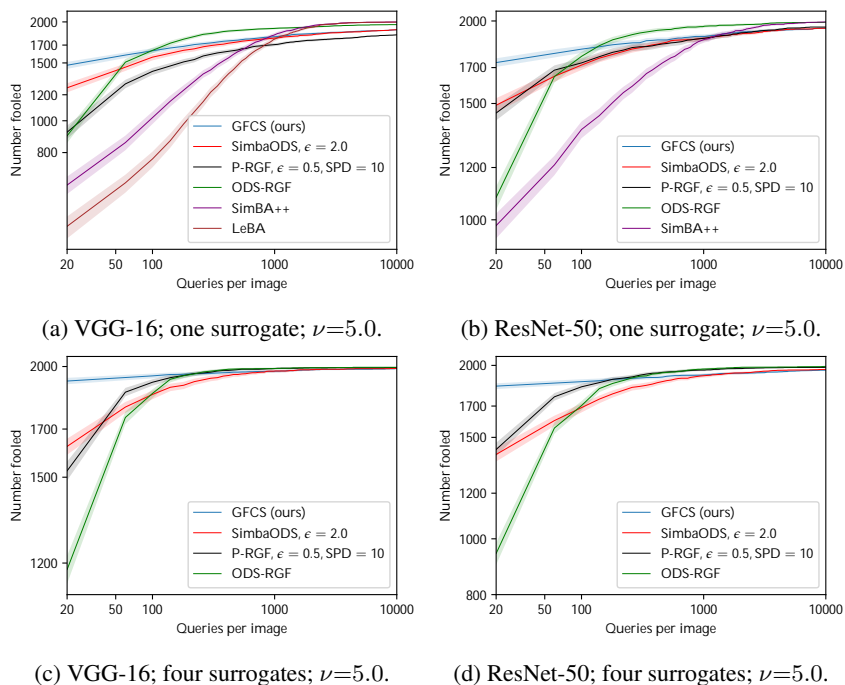 Number fooled
2000
1700
1500
1200
1000
800
20 50 100 1000 10000
Queries per image
GFCS (ours)
SimbaODS, ϵ = 2.0
P-RGF, ϵ = 0.5, SPD = 10
ODS-RGF
SimBA++
LeBA
(a) VGG-16; one surrogate; ν=5.0.
Number fooled
2000
1700
1500
1200
1000
20 50 100 1000 10000
Queries per image
GFCS (ours)
SimbaODS, ϵ = 2.0
P-RGF, ϵ = 0.5, SPD = 10
ODS-RGF
SimBA++
(b) ResNet-50; one surrogate; ν=5.0.
Number fooled
2000
1700
1500
1200
20 50 100 1000 10000
Queries per image
GFCS (ours)
SimbaODS, ϵ = 2.0
P-RGF, ϵ = 0.5, SPD = 10
ODS-RGF
(c) VGG-16; four surrogates; ν=5.0.
Number fooled
2000
1700
1500
1200
1000
800
20 50 100 1000 10000
Queries per image
GFCS (ours)
SimbaODS, ϵ = 2.0
P-RGF, ϵ = 0.5, SPD = 10
ODS-RGF
(d) ResNet-50; four surrogates; ν=5.0.